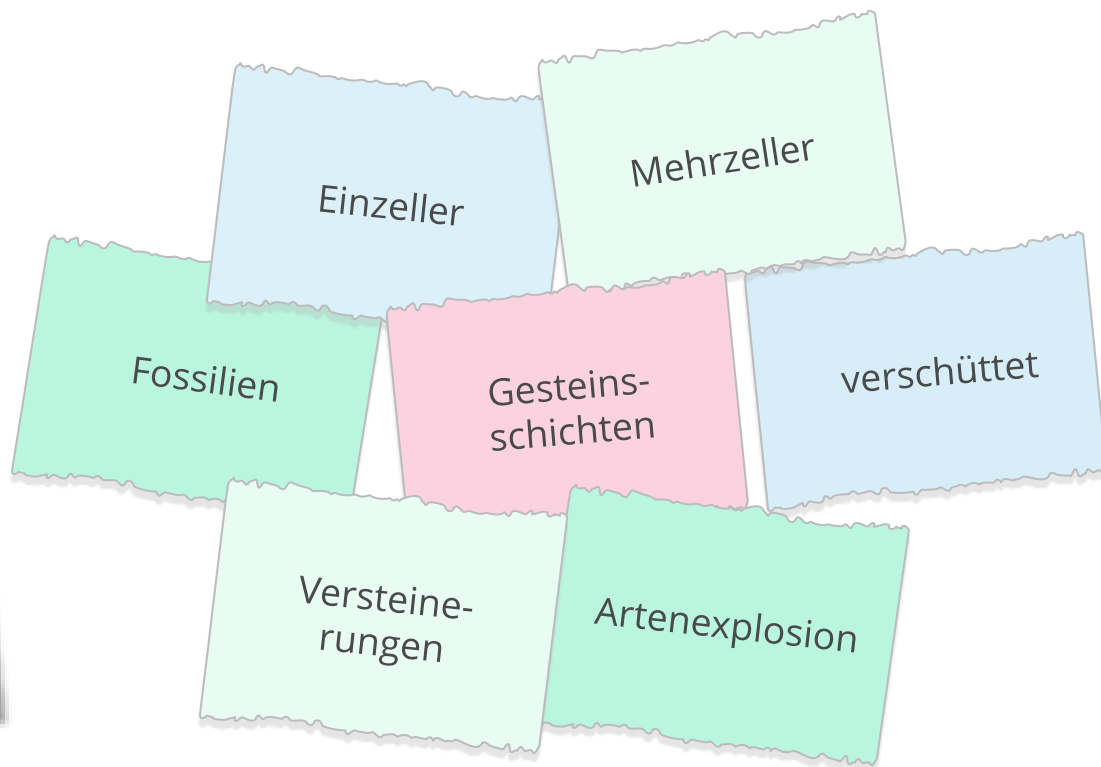 Einzeller
Mehrzeller
Fossilien
Gesteins-
schichten
verschüttet
Versteine-
rungen
Artenexplosion